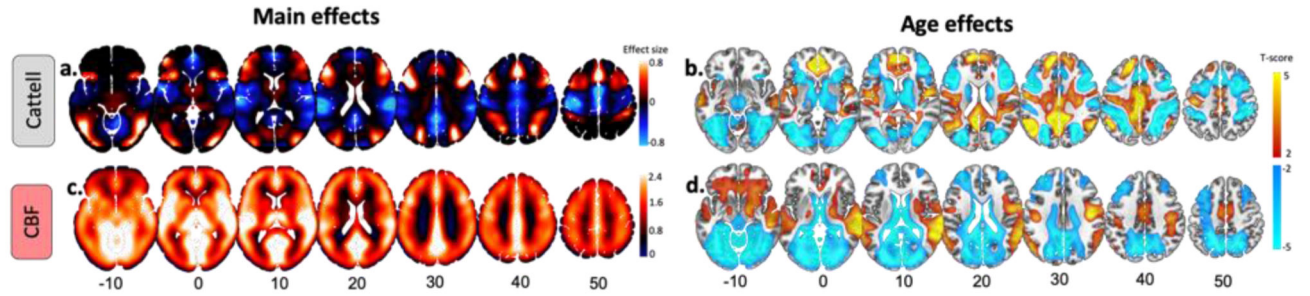 Main effects
Age effects
Cattell
a.
Effect size
0.8
0
-0.8
b.
T-score
5
2
-2
-5
CBF
c.
2.4
1.6
0.8
0
d.
-10 0 10 20 30 40 50
-10 0 10 20 30 40 50